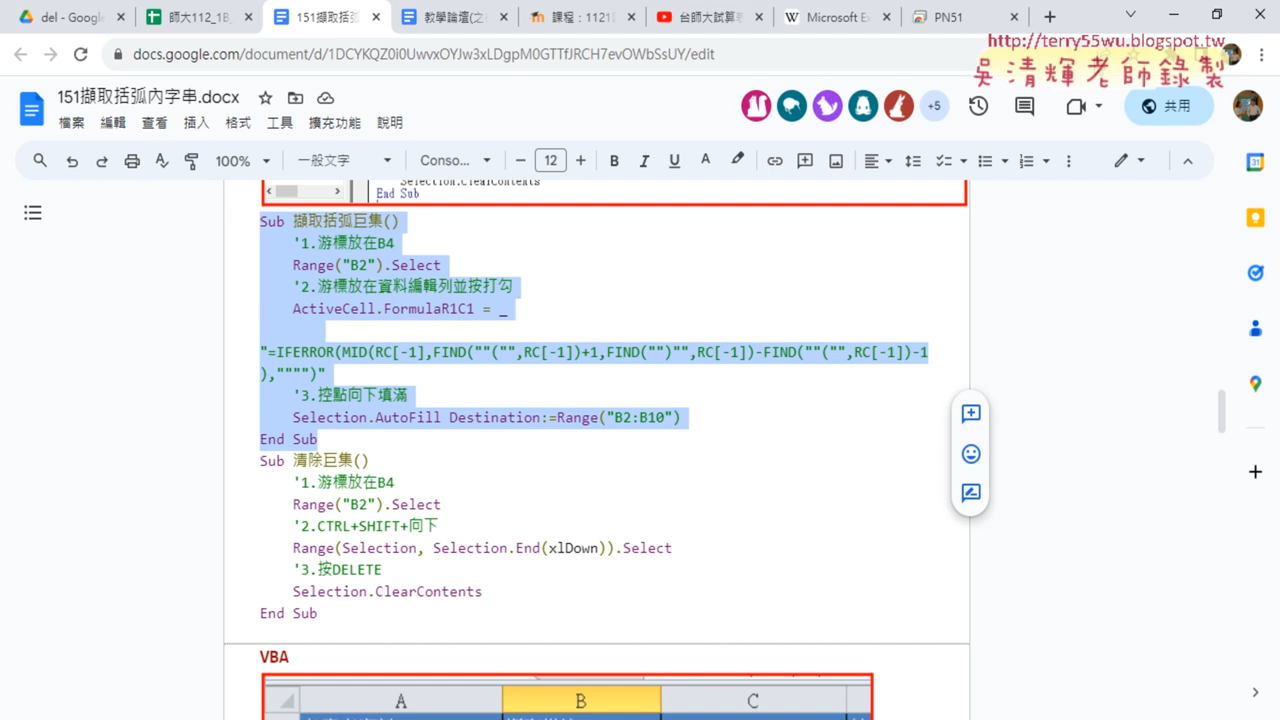 del - Google
師大112_1B
151擷取括弧
教學論壇(之
課程：1121
台師大試算表
Microsoft Ex
PN51
docs.google.com/document/d/1DCYKQZ0i0UwvxOYJw3xLDgpM0GTTfJRCH7evOWbSsUY/edit
http://terry55wu.blogspot.tw
吳清輝老師錄製
151擷取括弧內字串.docx
檔案 編輯 查看 插入 格式 工具 擴充功能 說明
+5
共用
100% 一般文字 Conso... 12 B I U A
Selection.ClearContents
End Sub
Sub 擷取括弧巨集()
'1.游標放在B4
Range("B2").Select
'2.游標放在資料編輯列並按打勾
ActiveCell.FormulaR1C1 = _
"=IFERROR(MID(RC[-1],FIND(""("",RC[-1])+1,FIND("")"",RC[-1])-FIND(""("",RC[-1])-1
),"""")"
'3.控點向下填滿
Selection.AutoFill Destination:=Range("B2:B10")
End Sub
Sub 清除巨集()
'1.游標放在B4
Range("B2").Select
'2.CTRL+SHIFT+向下
Range(Selection, Selection.End(xlDown)).Select
'3.按DELETE
Selection.ClearContents
End Sub
VBA
A B C